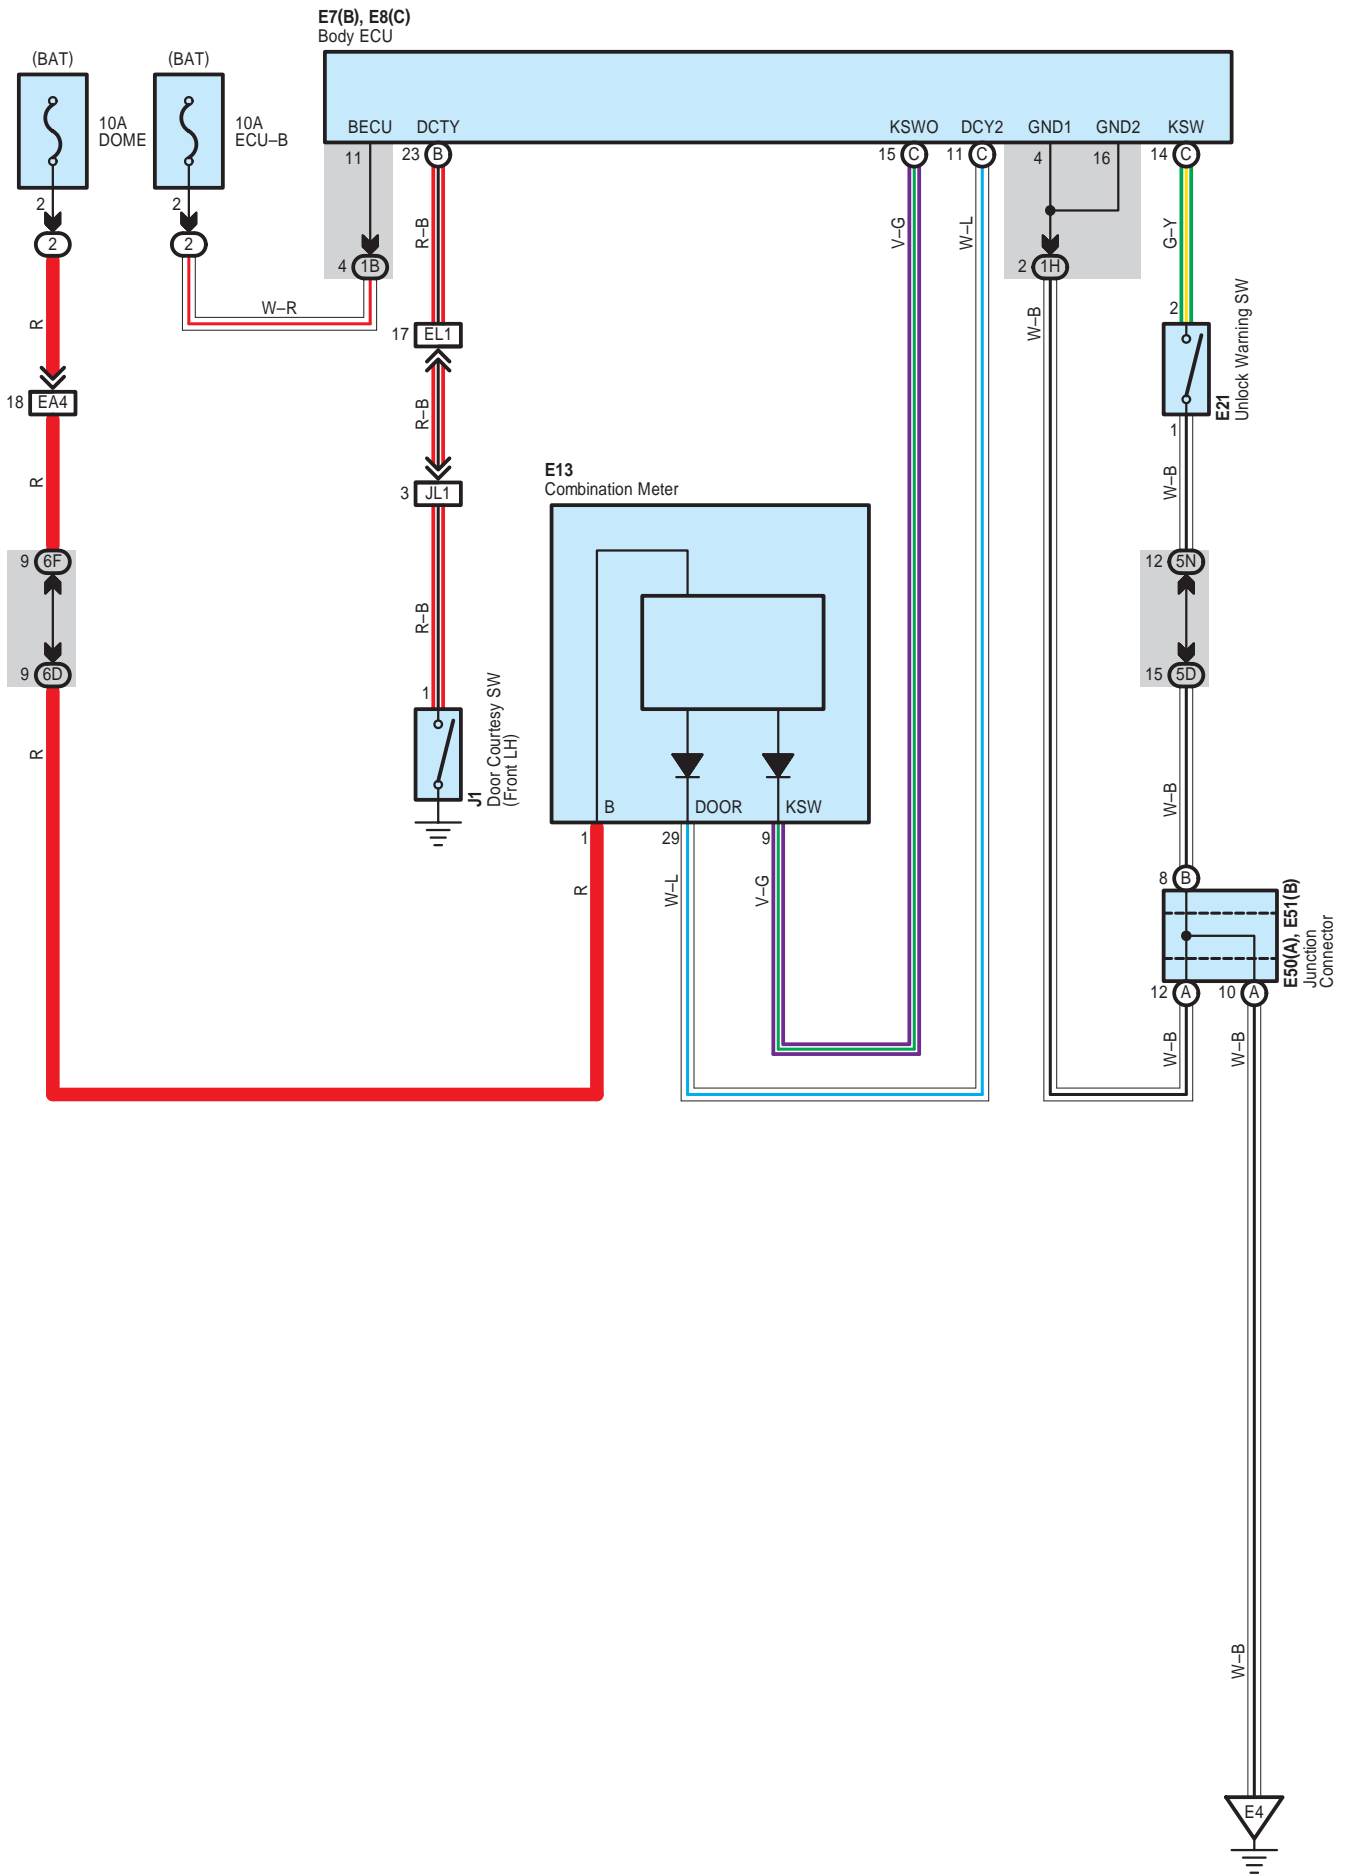 E7(B), E8(C)
Body ECU
(BAT)
(BAT)
10A
DOME
10A
ECU–B
BECU
DCTY
KSWO
DCY2
GND1
GND2
KSW
11
23
B
15
C
11
C
4
16
14
C
2
2
2
2
R–B
V–G
W–L
G–Y
4
1B
2
1H
W–R
R
W–B
2
17
EL1
Unlock Warning SW
E21
18
EA4
R–B
1
R
W–B
E13
Combination Meter
3
JL1
9
6F
12
5N
R–B
9
6D
15
5D
1
R
Door Courtesy SW
(Front LH)
J1
W–B
B
DOOR
KSW
1
29
9
R
W–L
V–G
8
B
E50(A), E51(B)
Junction
Connector
12
A
10
A
W–B
W–B
W–B
E4